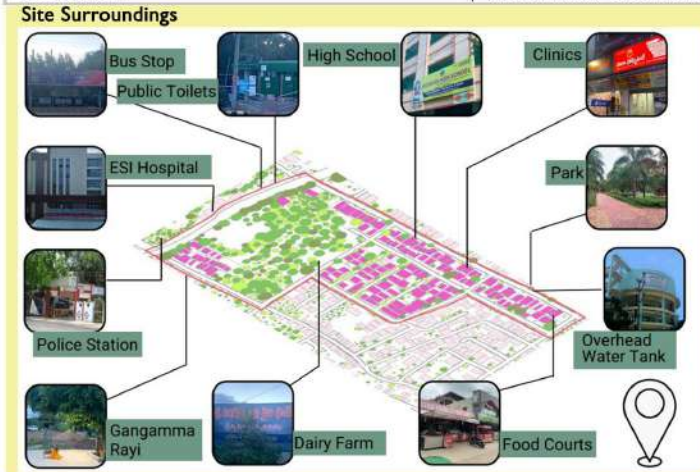 Site Surroundings
Bus Stop
Public Toilets
High School
Clinics
ESI Hospital
Park
Police Station
Overhead
Water Tank
Gangamma
Rayi
Dairy Farm
Food Courts